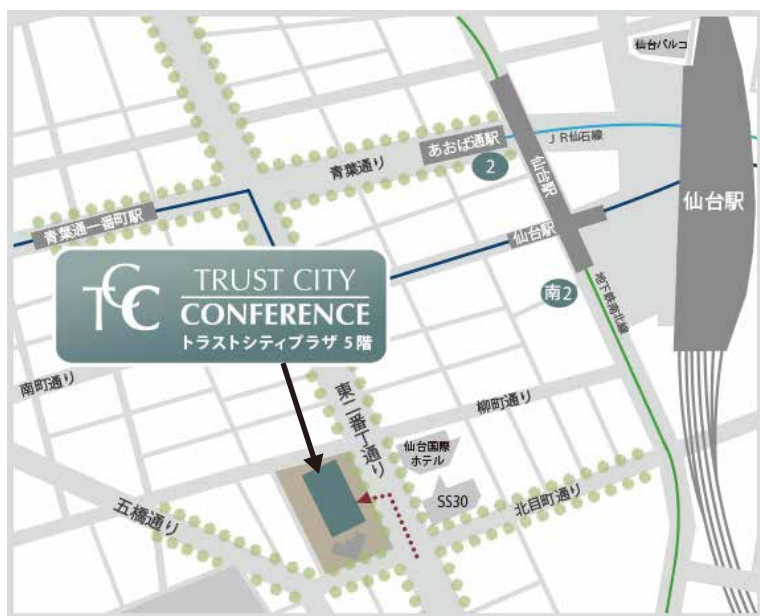 仙台パルコ
あおば通駅
ＪＲ仙石線
青葉通り
2
仙台駅
仙台駅
青葉通一番町駅
仙台駅
TCC
TRUST CITY
CONFERENCE
トラストシティプラザ 5階
南2
地下鉄南北線
南町通り
東二番丁通り
柳町通り
仙台国際
ホテル
SS30
北目町通り
五橋通り